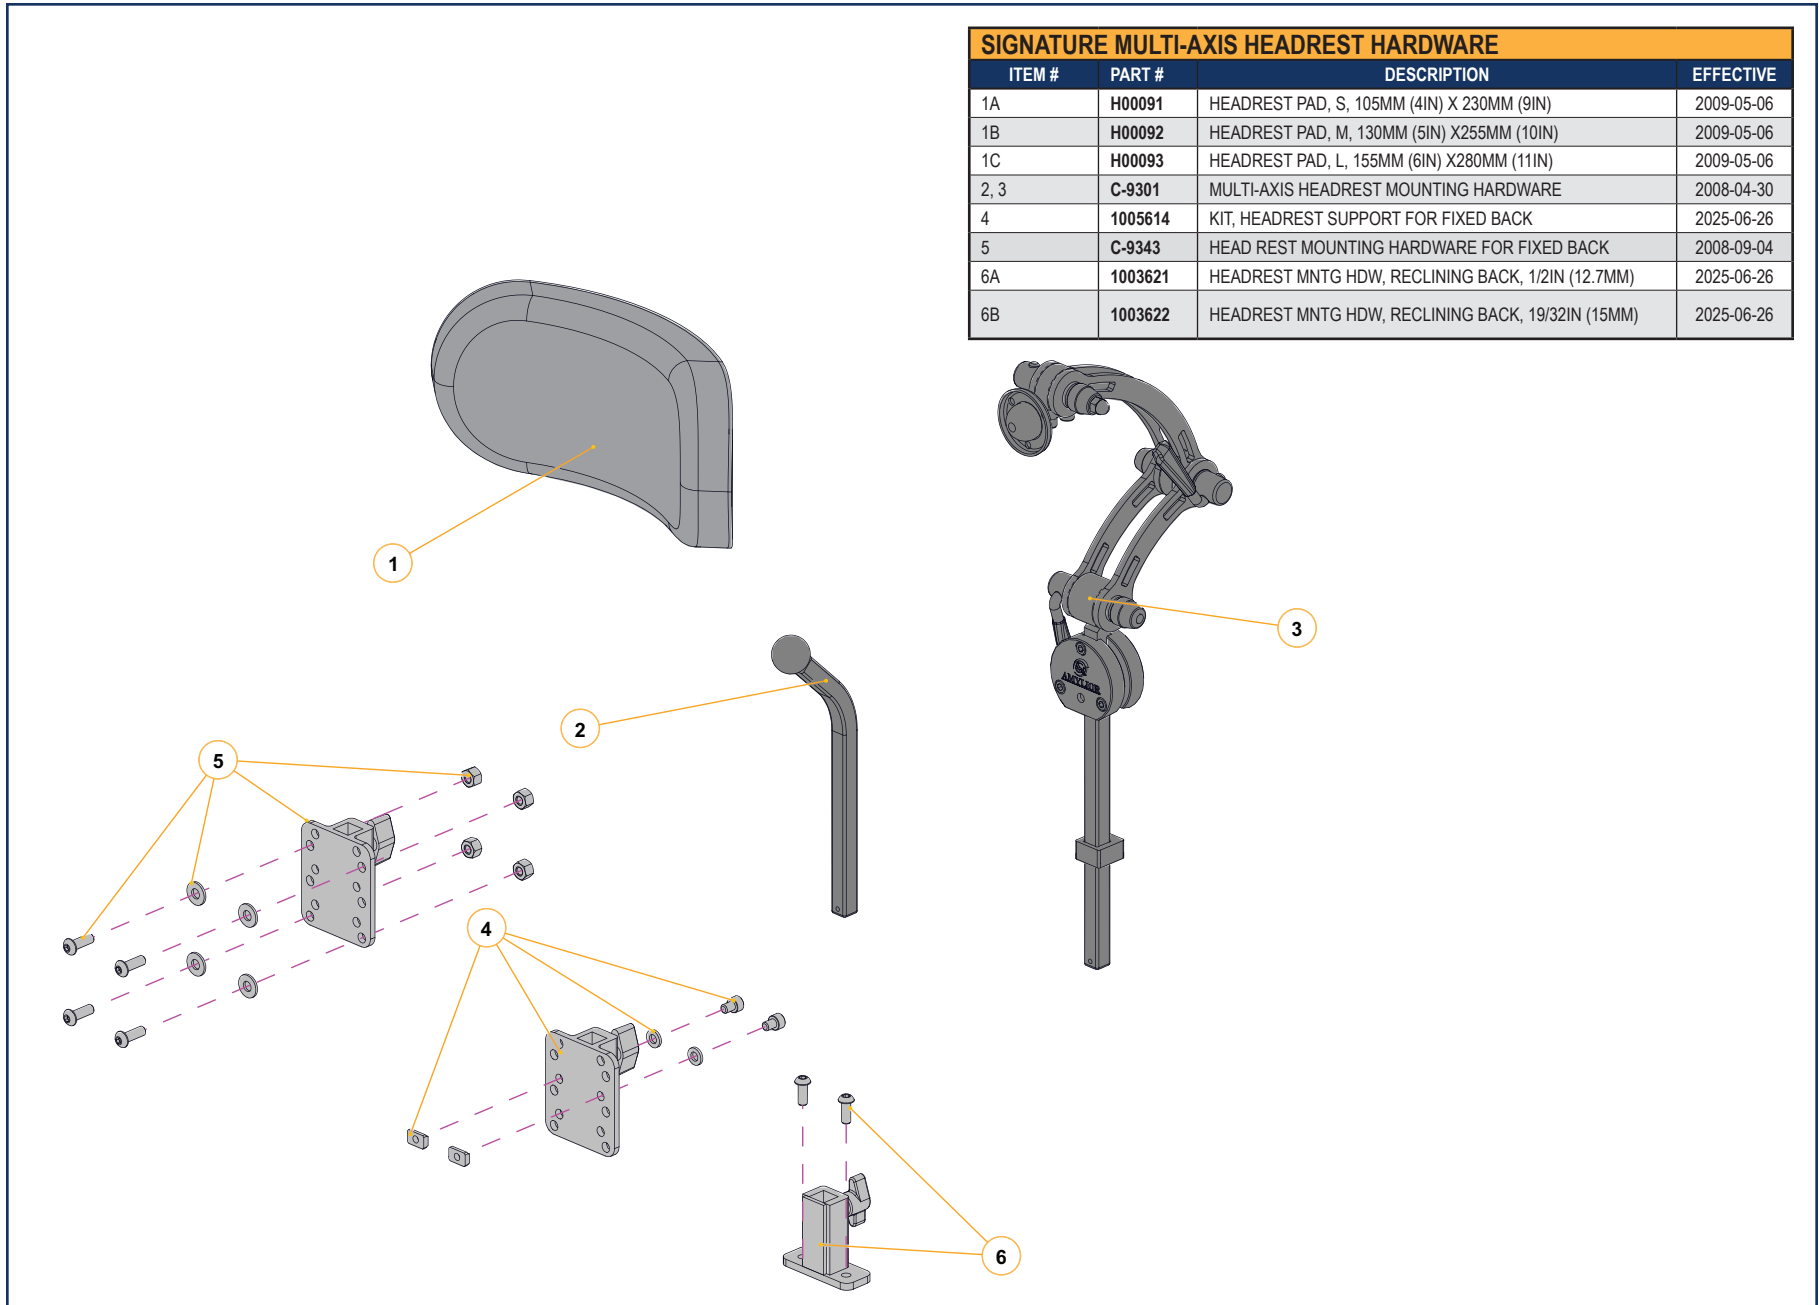 SIGNATURE MULTI-AXIS HEADREST HARDWARE
ITEM # PART # DESCRIPTION EFFECTIVE
1A H00091 HEADREST PAD, S, 105MM (4IN) X 230MM (9IN) 2009-05-06
1B H00092 HEADREST PAD, M, 130MM (5IN) X255MM (10IN) 2009-05-06
1C H00093 HEADREST PAD, L, 155MM (6IN) X280MM (11IN) 2009-05-06
2, 3 C-9301 MULTI-AXIS HEADREST MOUNTING HARDWARE 2008-04-30
4 1005614 KIT, HEADREST SUPPORT FOR FIXED BACK 2025-06-26
5 C-9343 HEAD REST MOUNTING HARDWARE FOR FIXED BACK 2008-09-04
6A 1003621 HEADREST MNTG HDW, RECLINING BACK, 1/2IN (12.7MM) 2025-06-26
6B 1003622 HEADREST MNTG HDW, RECLINING BACK, 19/32IN (15MM) 2025-06-26
1
3
AMYLIOR
2
5
4
6